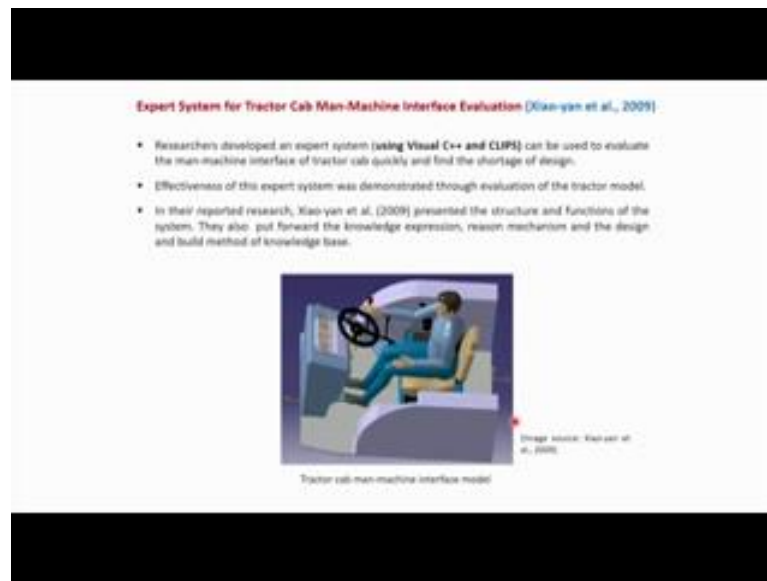 Expert System for Tractor Cab Man-Machine Interface Evaluation (Xiao-yan et al., 2009)
• Researchers developed an expert system (using Visual C++ and CLIPS) can be used to evaluate
the man-machine interface of tractor cab quickly and find the shortage of design.
• Effectiveness of this expert system was demonstrated through evaluation of the tractor model.
• In their reported research, Xiao-yan et al. (2009) presented the structure and functions of the
system. They also put forward the knowledge expression, reason mechanism and the design
and build method of knowledge base.
(Image source: Xiao-yan et
al., 2009)
Tractor cab man-machine interface model